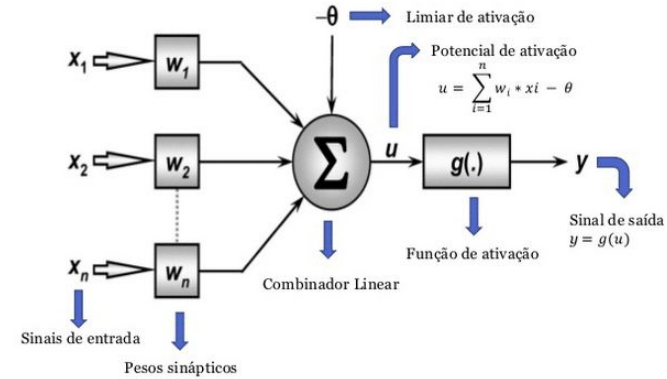 –θ
Limiar de ativação
Potencial de ativação
u = n∑i=1 wi * xi − θ
x1
w1
x2
w2
Σ
u
g(.)
y
xn
wn
Sinal de saída
y = g(u)
Função de ativação
Combinador Linear
Sinais de entrada
Pesos sinápticos